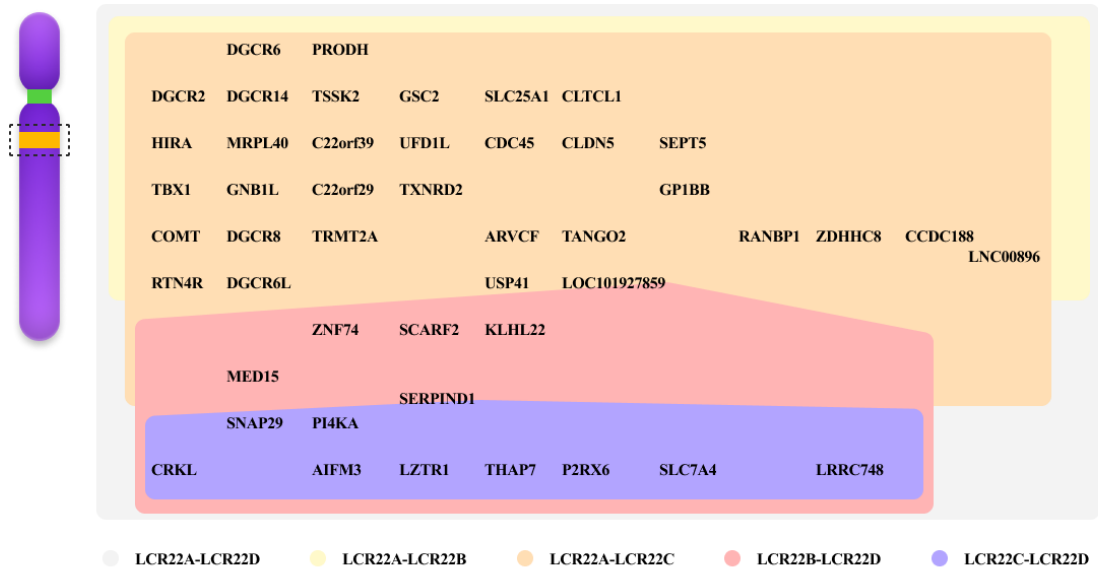 DGCR6 PRODH
DGCR2 DGCR14 TSSK2 GSC2 SLC25A1 CLTCL1
HIRA MRPL40 C22orf39 UFD1L CDC45 CLDN5 SEPT5
TBX1 GNB1L C22orf29 TXNRD2 GP1BB
COMT DGCR8 TRMT2A ARVCF TANGO2 RANBP1 ZDHHC8 CCDC188
LNC00896
RTN4R DGCR6L USP41 LOC101927859
ZNF74 SCARF2 KLHL22
MED15
SERPIND1
SNAP29 PI4KA
CRKL AIFM3 LZTR1 THAP7 P2RX6 SLC7A4 LRRC748
LCR22A-LCR22D LCR22A-LCR22B LCR22A-LCR22C LCR22B-LCR22D LCR22C-LCR22D